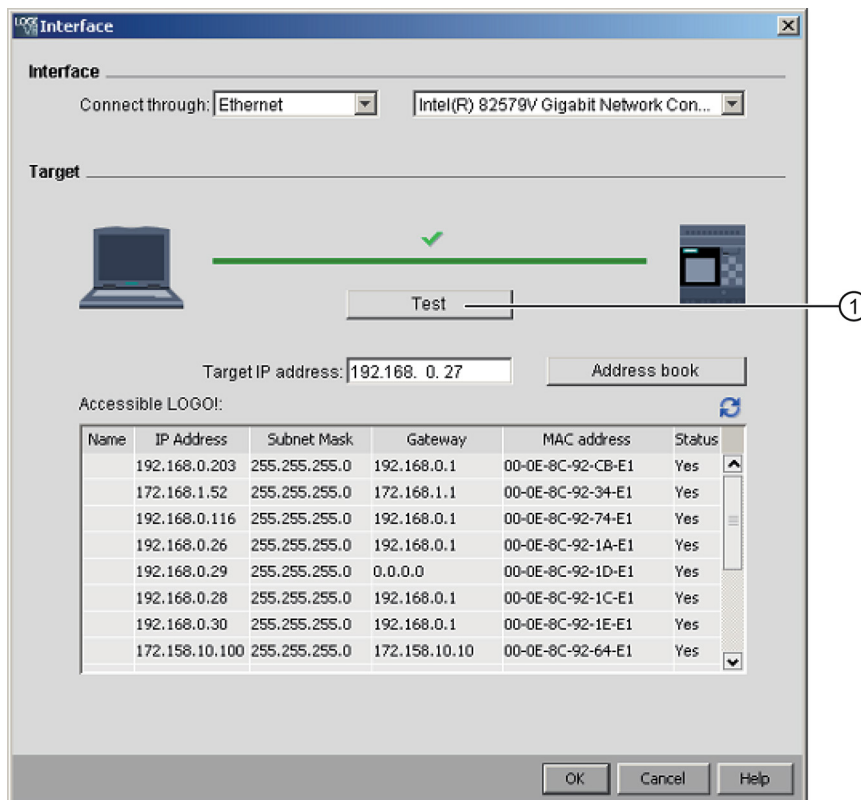 Interface
Interface
Connect through: Ethernet Intel(R) 82579V Gigabit Network Con...
Target
Test
1
Target IP address: 192.168. 0. 27 Address book
Accessible LOGO!:
Name IP Address Subnet Mask Gateway MAC address Status
192.168.0.203 255.255.255.0 192.168.0.1 00-0E-8C-92-CB-E1 Yes
172.168.1.52 255.255.255.0 172.168.1.1 00-0E-8C-92-34-E1 Yes
192.168.0.116 255.255.255.0 192.168.0.1 00-0E-8C-92-74-E1 Yes
192.168.0.26 255.255.255.0 192.168.0.1 00-0E-8C-92-1A-E1 Yes
192.168.0.29 255.255.255.0 0.0.0.0 00-0E-8C-92-1D-E1 Yes
192.168.0.28 255.255.255.0 192.168.0.1 00-0E-8C-92-1C-E1 Yes
192.168.0.30 255.255.255.0 192.168.0.1 00-0E-8C-92-1E-E1 Yes
172.158.10.100 255.255.255.0 172.158.10.10 00-0E-8C-92-64-E1 Yes
OK Cancel Help